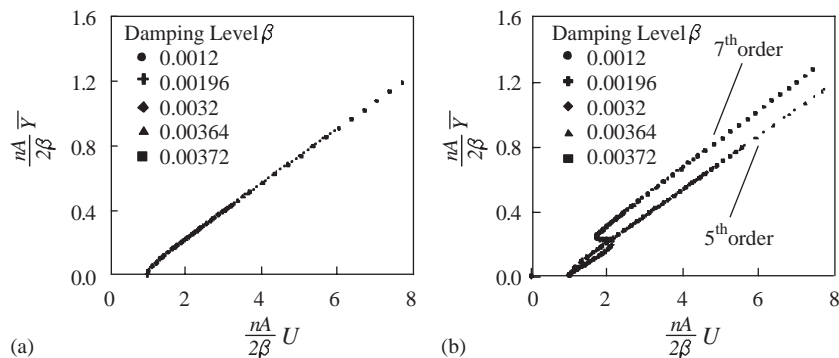 Damping Level β
0.0012
0.00196
0.0032
0.00364
0.00372
1.6
1.2
0.8
0.4
0.0
nA/2β Y̅
0 2 4 6 8
nA/2β U
(a)
Damping Level β
0.0012
0.00196
0.0032
0.00364
0.00372
7th order
5th order
1.6
1.2
0.8
0.4
0.0
nA/2β Y̅
0 2 4 6 8
nA/2β U
(b)